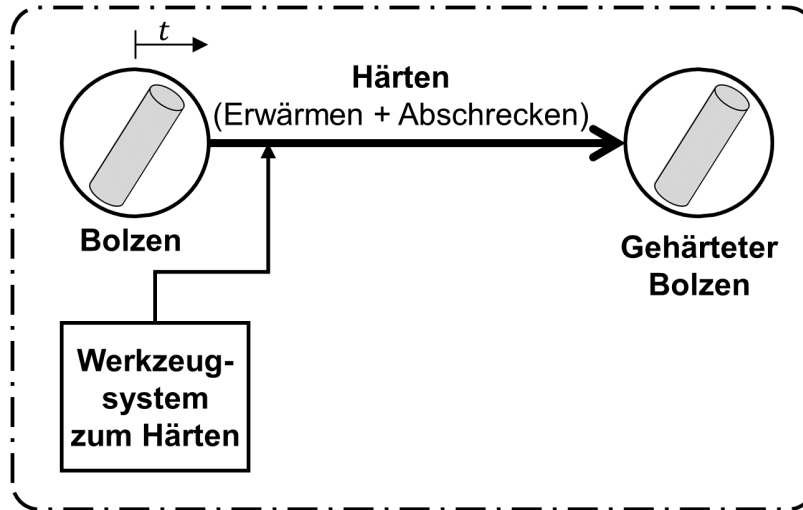 t
Härten
(Erwärmen + Abschrecken)
Bolzen
Gehärteter
Bolzen
Werkzeug-
system
zum Härten